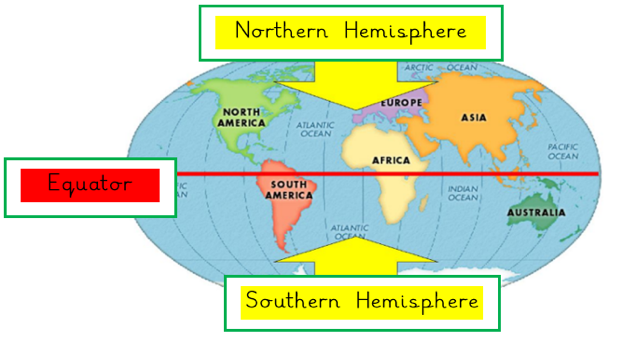 Northern Hemisphere
ARCTIC OCEAN
EUROPE
NORTH
AMERICA
ASIA
ATLANTIC
OCEAN
PACIFIC
OCEAN
AFRICA
Equator
SOUTH
AMERICA
INDIAN
OCEAN
AUSTRALIA
ATLANTIC
OCEAN
Southern Hemisphere